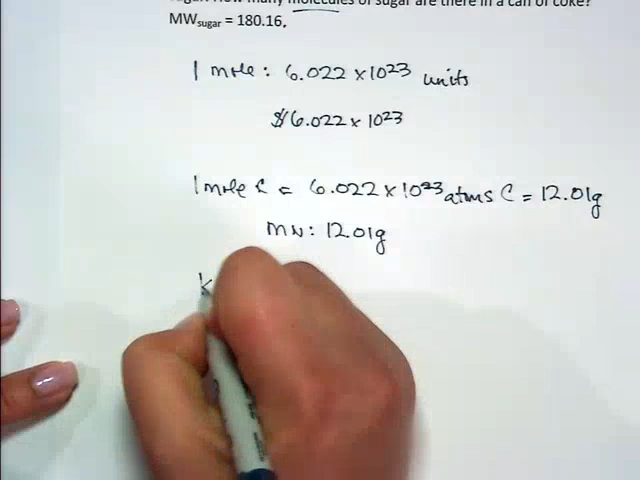 sugar. How many molecules of sugar are there in a can of coke?
MWsugar = 180.16.
1 mole : 6.022 × 10²³ units
$6.022 × 10²³
1 mole C = 6.022 × 10²³ atoms C = 12.01g
MW : 12.01g